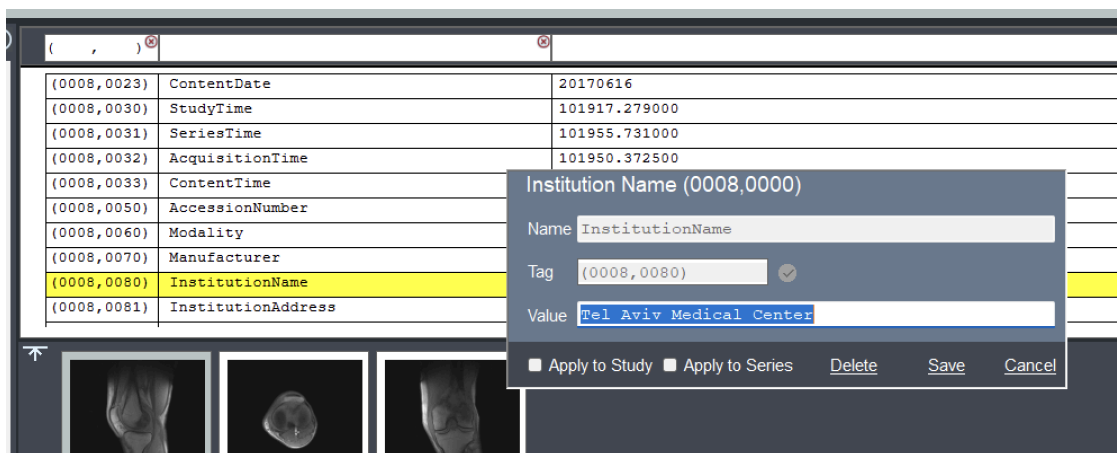 ( , )
(0008,0023) ContentDate 20170616
(0008,0030) StudyTime 101917.279000
(0008,0031) SeriesTime 101955.731000
(0008,0032) AcquisitionTime 101950.372500
(0008,0033) ContentTime
(0008,0050) AccessionNumber
(0008,0060) Modality
(0008,0070) Manufacturer
(0008,0080) InstitutionName
(0008,0081) InstitutionAddress
Institution Name (0008,0000)
Name InstitutionName
Tag (0008,0080)
Value Tel Aviv Medical Center
Apply to Study Apply to Series Delete Save Cancel